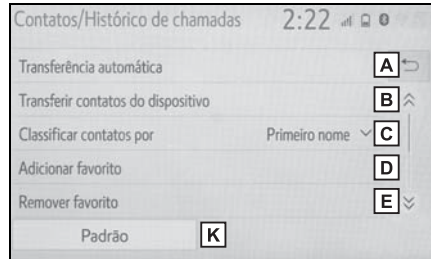 Contatos/Histórico de chamadas 2:22
Transferência automática A
Transferir contatos do dispositivo B
Classificar contatos por Primeiro nome C
Adicionar favorito D
Remover favorito E
Padrão K